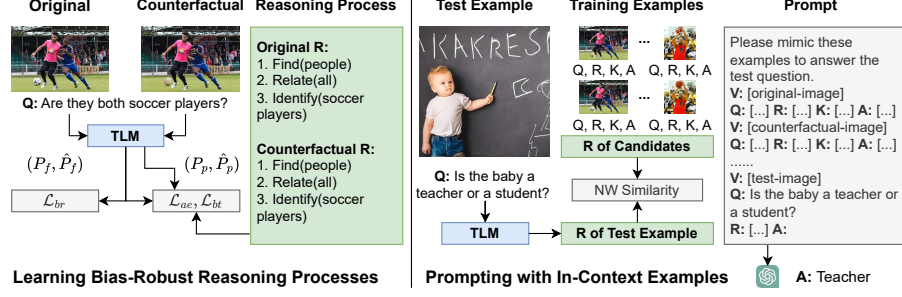 Original Counterfactual Reasoning Process
Q: Are they both soccer players?
TLM
(P_f, P̂_f) (P_p, P̂_p)
ℒ_br ℒ_ae, ℒ_bt
Original R:
1. Find(people)
2. Relate(all)
3. Identify(soccer
players)
Counterfactual R:
1. Find(people)
2. Relate(all)
3. Identify(soccer
players)
Learning Bias-Robust Reasoning Processes
Test Example Training Examples Prompt
KAKRES
... ...
Q, R, K, A Q, R, K, A
... ...
Q, R, K, A Q, R, K, A
R of Candidates
NW Similarity
R of Test Example
Q: Is the baby a
teacher or a student?
TLM
Please mimic these
examples to answer the
test question.
V: [original-image]
Q: [...] R: [...] K: [...] A: [...]
V: [counterfactual-image]
Q: [...] R: [...] K: [...] A: [...]
......
V: [test-image]
Q: Is the baby a teacher or
a student?
R: [...] A:
Prompting with In-Context Examples
A: Teacher